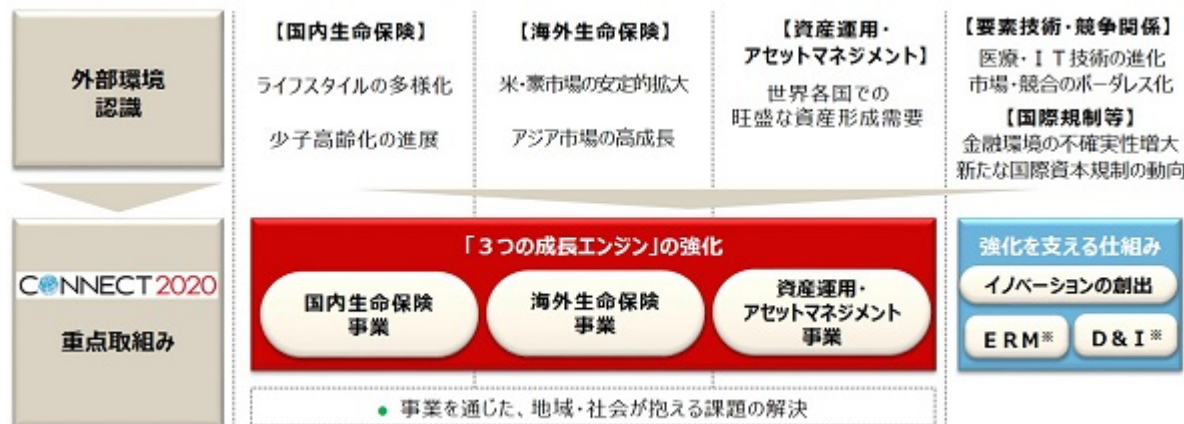 外部環境
認識
【国内生命保険】
ライフスタイルの多様化
少子高齢化の進展
【海外生命保険】
米・豪市場の安定的拡大
アジア市場の高成長
【資産運用・
アセットマネジメント】
世界各国での
旺盛な資産形成需要
【要素技術・競争関係】
医療・IT技術の進化
市場・競合のボーダレス化
【国際規制等】
金融環境の不確実性増大
新たな国際資本規制の動向
CONNECT2020
重点取組み
「3つの成長エンジン」の強化
国内生命保険
事業
海外生命保険
事業
資産運用・
アセットマネジメント
事業
強化を支える仕組み
イノベーションの創出
ERM※
D&I※
● 事業を通じた、地域・社会が抱える課題の解決